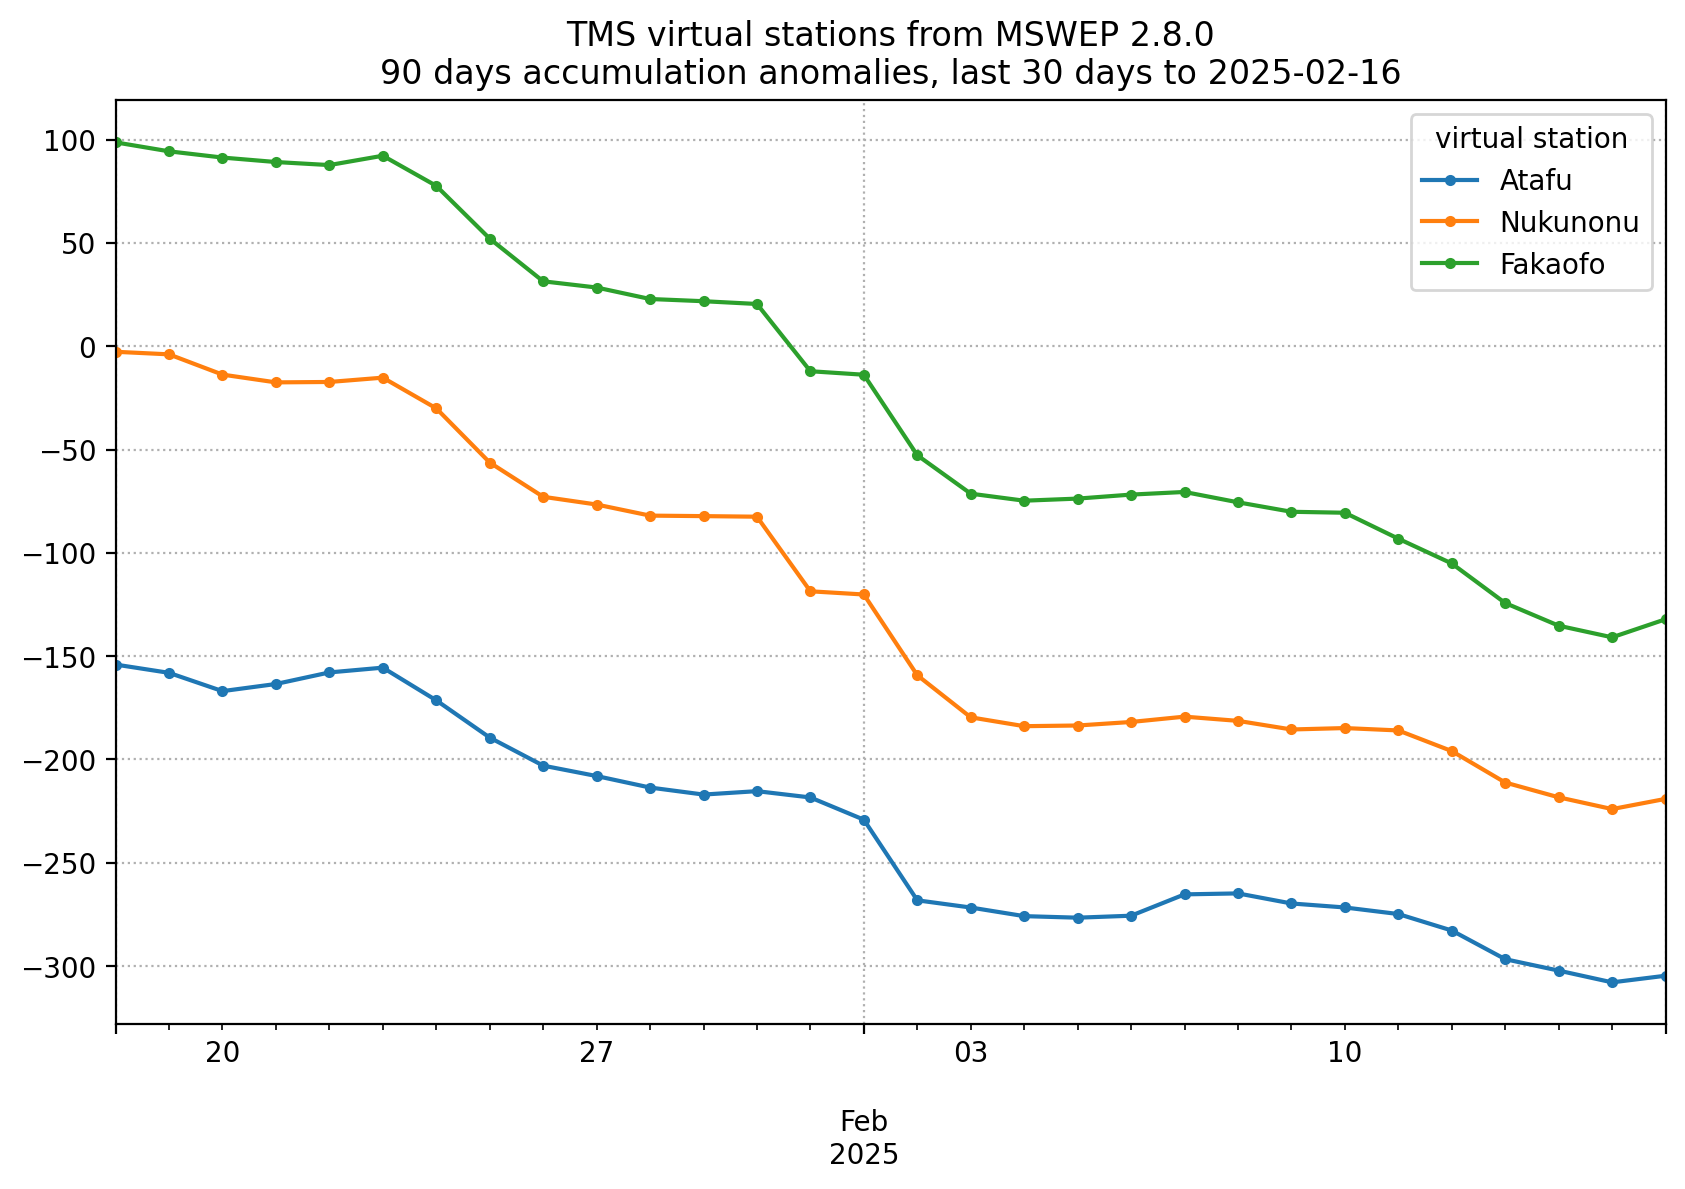 TMS virtual stations from MSWEP 2.8.0
90 days accumulation anomalies, last 30 days to 2025-02-16
virtual station
Atafu
Nukunonu
Fakaofo
100
50
0
−50
−100
−150
−200
−250
−300
20
27
03
10
Feb
2025